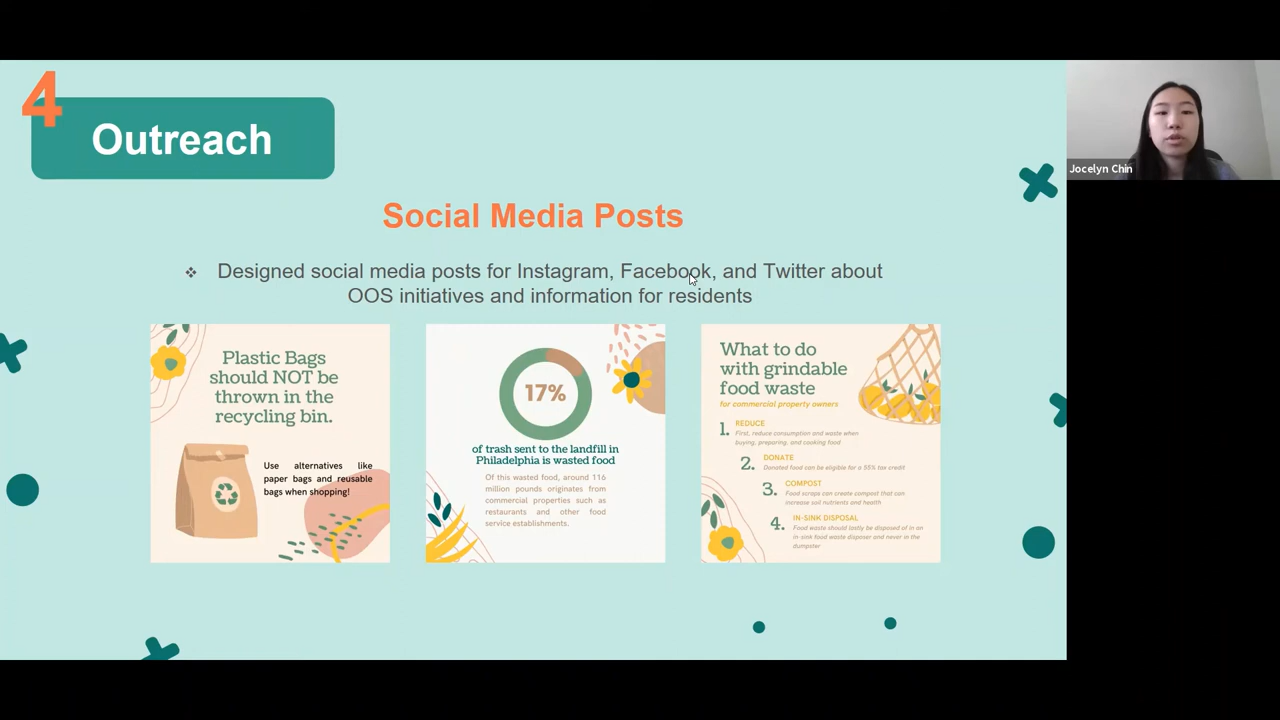 4
Outreach
Jocelyn Chin
Social Media Posts
❖ Designed social media posts for Instagram, Facebook, and Twitter about
OOS initiatives and information for residents
Plastic Bags
should NOT be
thrown in the
recycling bin.
Use alternatives like
paper bags and reusable
bags when shopping!
17%
of trash sent to the landfill in
Philadelphia is wasted food
Of this wasted food, around 116
million pounds originates from
commercial properties such as
restaurants and other food
service establishments.
What to do
with grindable
food waste
for commercial property owners
1. REDUCE
First, reduce consumption and waste when
buying, preparing, and cooking food
2. DONATE
Donated food can be eligible for a 55% tax credit
3. COMPOST
Food scraps can create compost that can
increase soil nutrients and health
4. IN-SINK DISPOSAL
Food waste should lastly be disposed of in an
in-sink food waste disposer and never in the
dumpster